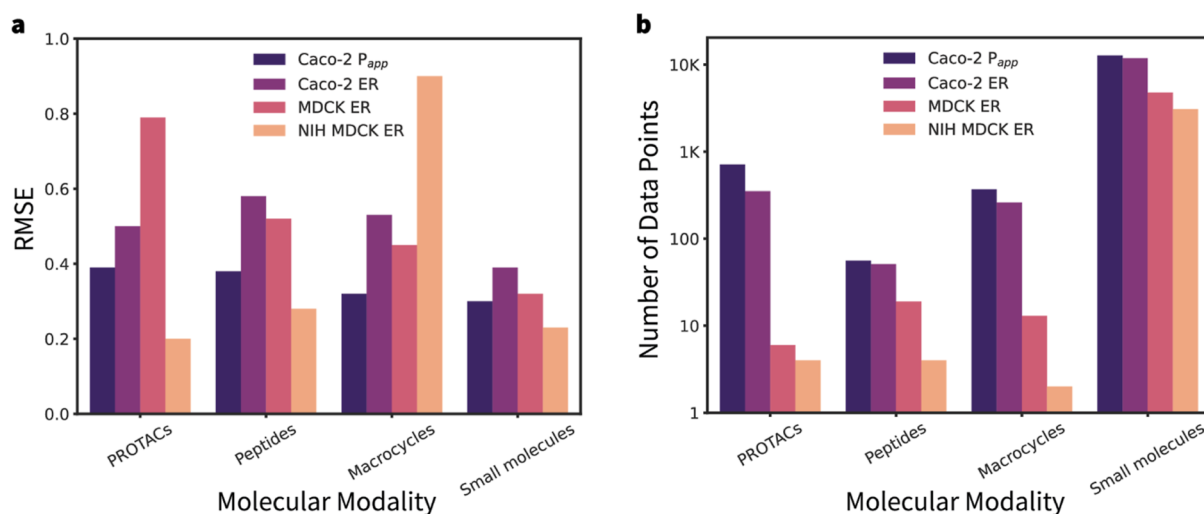 a
1.0
0.8
0.6
0.4
0.2
0.0
RMSE
Caco-2 Papp
Caco-2 ER
MDCK ER
NIH MDCK ER
PROTACs
Peptides
Macrocycles
Small molecules
Molecular Modality
b
10K
1K
100
10
1
Number of Data Points
Caco-2 Papp
Caco-2 ER
MDCK ER
NIH MDCK ER
PROTACs
Peptides
Macrocycles
Small molecules
Molecular Modality